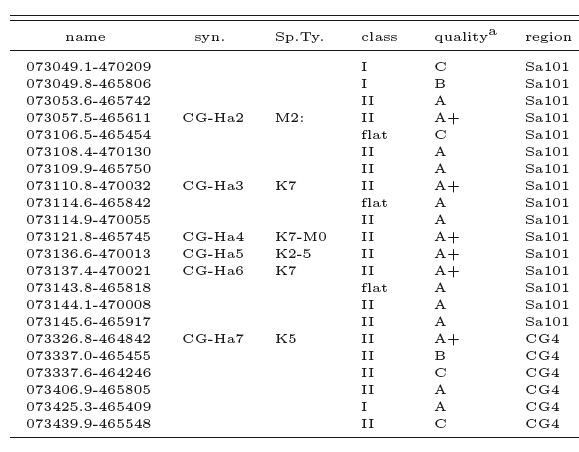 name syn. Sp.Ty. class quality^a region
073049.1-470209 I C Sa101
073049.8-465806 I B Sa101
073053.6-465742 II A Sa101
073057.5-465611 CG-Ha2 M2: II A+ Sa101
073106.5-465454 flat C Sa101
073108.4-470130 II A Sa101
073109.9-465750 II A Sa101
073110.8-470032 CG-Ha3 K7 II A+ Sa101
073114.6-465842 flat A Sa101
073114.9-470055 II A Sa101
073121.8-465745 CG-Ha4 K7-M0 II A+ Sa101
073136.6-470013 CG-Ha5 K2-5 II A+ Sa101
073137.4-470021 CG-Ha6 K7 II A+ Sa101
073143.8-465818 flat A Sa101
073144.1-470008 II A Sa101
073145.6-465917 II A Sa101
073326.8-464842 CG-Ha7 K5 II A+ CG4
073337.0-465455 II B CG4
073337.6-464246 II C CG4
073406.9-465805 II A CG4
073425.3-465409 I A CG4
073439.9-465548 II C CG4